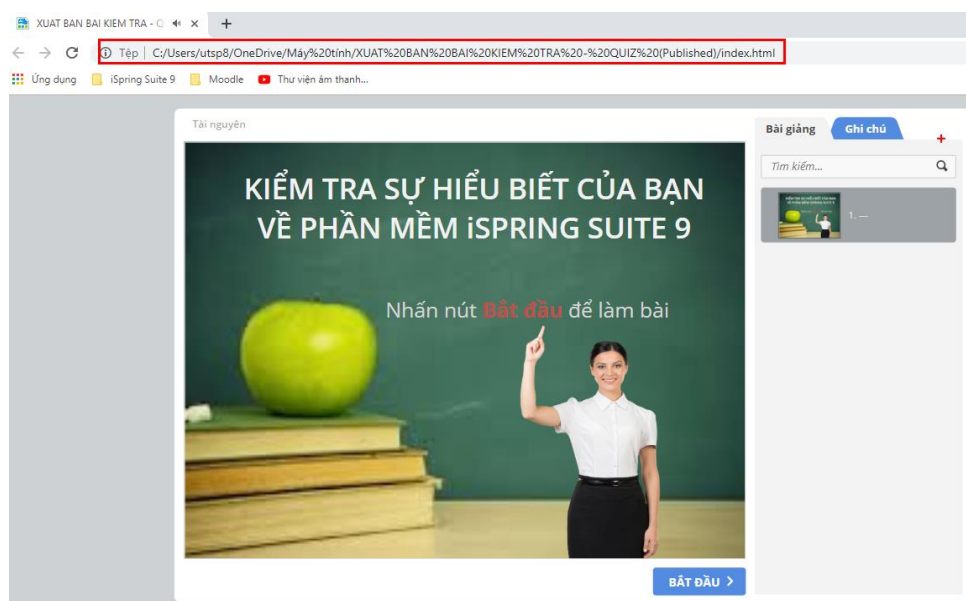 XUAT BAN BAI KIEM TRA - Q
Tệp | C:/Users/utsp8/OneDrive/Máy%20tính/XUAT%20BAN%20BAI%20KIEM%20TRA%20-%20QUIZ%20(Published)/index.html
Ứng dụng iSpring Suite 9 Moodle Thư viện âm thanh...
Tài nguyên
Bài giảng Ghi chú
Tìm kiếm...
1. —
KIỂM TRA SỰ HIỂU BIẾT CỦA BẠN
VỀ PHẦN MỀM iSPRING SUITE 9
Nhấn nút Bắt đầu để làm bài
BẮT ĐẦU